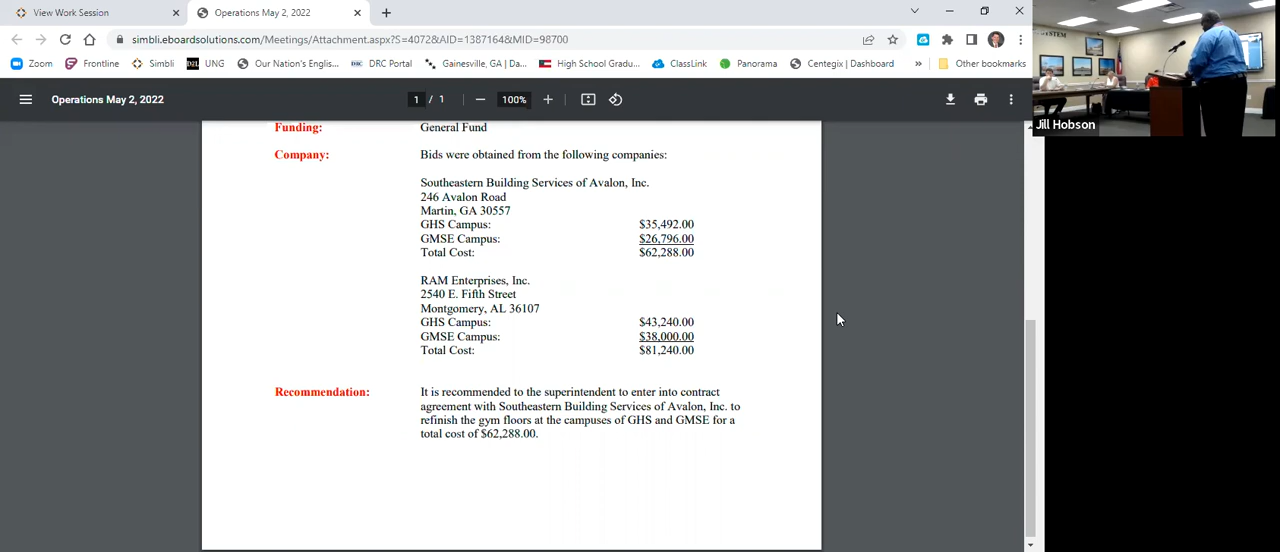 View Work Session
Operations May 2, 2022
simbli.eboardsolutions.com/Meetings/Attachment.aspx?S=4072&AID=1387164&MID=98700
Zoom Frontline Simbli D2L UNG Our Nation's Englis... DRC Portal Gainesville, GA | Da... High School Gradu... ClassLink Panorama Centegix | Dashboard » Other bookmarks
Operations May 2, 2022 1 / 1 100%
Jill Hobson
Funding: General Fund
Company: Bids were obtained from the following companies:
Southeastern Building Services of Avalon, Inc.
246 Avalon Road
Martin, GA 30557
GHS Campus: $35,492.00
GMSE Campus: $26,796.00
Total Cost: $62,288.00
RAM Enterprises, Inc.
2540 E. Fifth Street
Montgomery, AL 36107
GHS Campus: $43,240.00
GMSE Campus: $38,000.00
Total Cost: $81,240.00
Recommendation: It is recommended to the superintendent to enter into contract
agreement with Southeastern Building Services of Avalon, Inc. to
refinish the gym floors at the campuses of GHS and GMSE for a
total cost of $62,288.00.